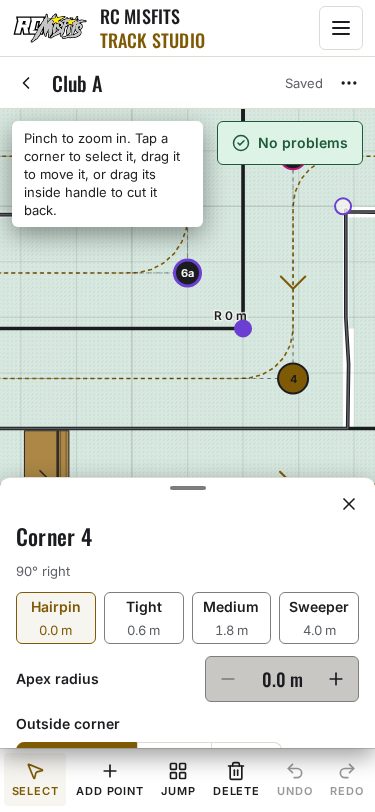 RC Misfits
RC MISFITS
TRACK STUDIO
Club A
Saved
Pinch to zoom in. Tap a
corner to select it, drag it
to move it, or drag its
inside handle to cut it
back.
No problems
6a
R 0 m
4
Corner 4
90° right
Hairpin
0.0 m
Tight
0.6 m
Medium
1.8 m
Sweeper
4.0 m
Apex radius
0.0 m
Outside corner
SELECT
ADD POINT
JUMP
DELETE
UNDO
REDO